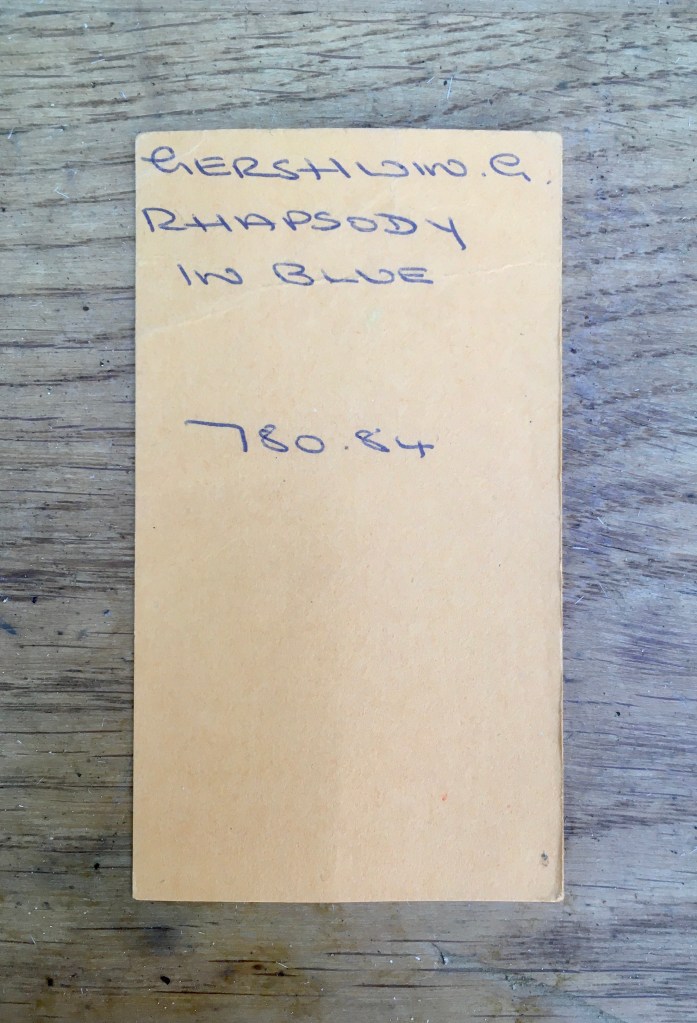 GERSHWIN. G.
RHAPSODY
IN BLUE
780.84